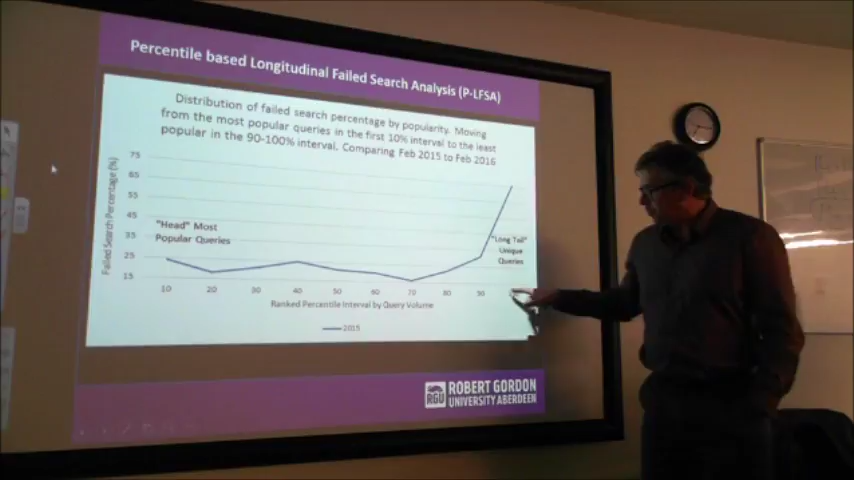 Percentile based Longitudinal Failed Search Analysis (P-LFSA)
Distribution of failed search percentage by popularity. Moving
from the most popular queries in the first 10% interval to the least
popular in the 90-100% interval. Comparing Feb 2015 to Feb 2016
Failed Search Percentage (%)
75
65
55
45
35
25
15
"Head" Most
Popular Queries
"Long Tail"
Unique
Queries
10 20 30 40 50 60 70 80 90
Ranked Percentile Interval by Query Volume
2015
RGU
ROBERT GORDON
UNIVERSITY ABERDEEN